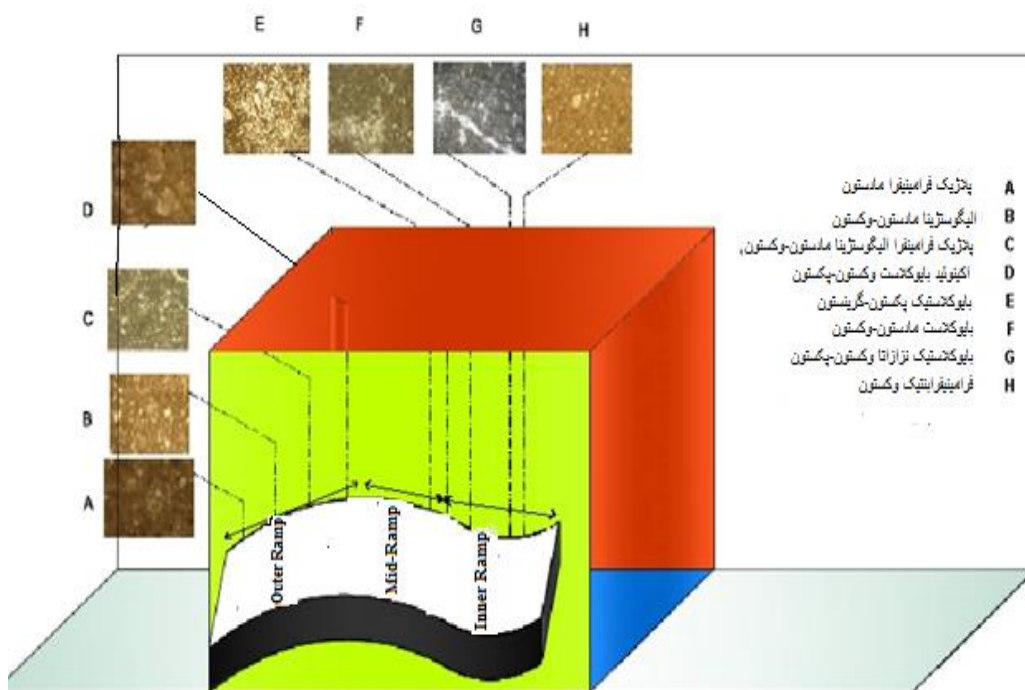 E F G H
D
C
B
A
پلاژیک فرامینیفرا مادستون A
الیگوستژینا مادستون-وکستون B
پلاژیک فرامینفرا الیگوستژینا مادستون-وکستون, C
اکینوئید بایوکلاست وکستون-پکستون D
بایوکلاستیک پکستون-گرینستون E
بایوکلاست مادستون-وکستون F
بایوکلاستیک نزازاتا وکستون-پکستون G
فرامینیفرابنتیک وکستون H
Outer Ramp
Mid-Ramp
Inner Ramp